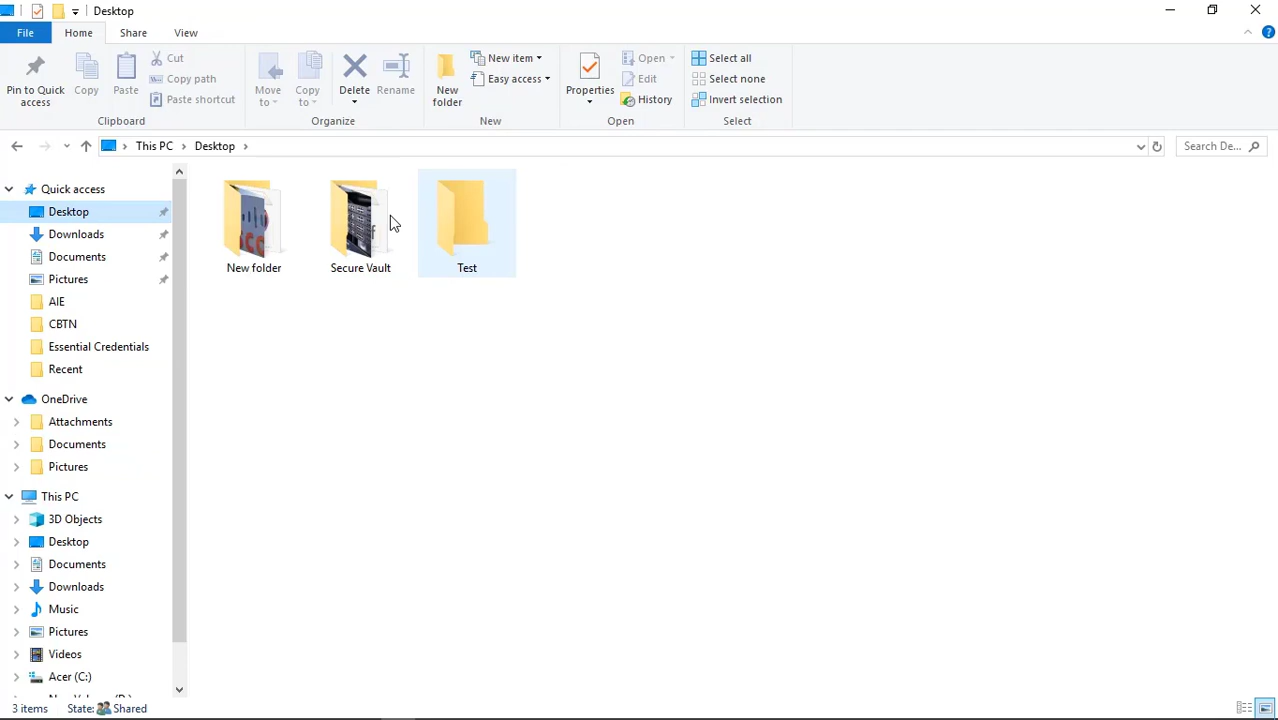 Desktop
File
Home
Share
View
Pin to Quick access
Copy
Paste
Cut
Copy path
Paste shortcut
Clipboard
Move to
Copy to
Delete
Rename
Organize
New folder
New item
Easy access
New
Properties
Open
Edit
History
Open
Select all
Select none
Invert selection
Select
This PC
Desktop
Search De...
Quick access
Desktop
Downloads
Documents
Pictures
AIE
CBTN
Essential Credentials
Recent
OneDrive
Attachments
Documents
Pictures
This PC
3D Objects
Desktop
Documents
Downloads
Music
Pictures
Videos
Acer (C:)
New folder
Secure Vault
Test
3 items
State:
Shared